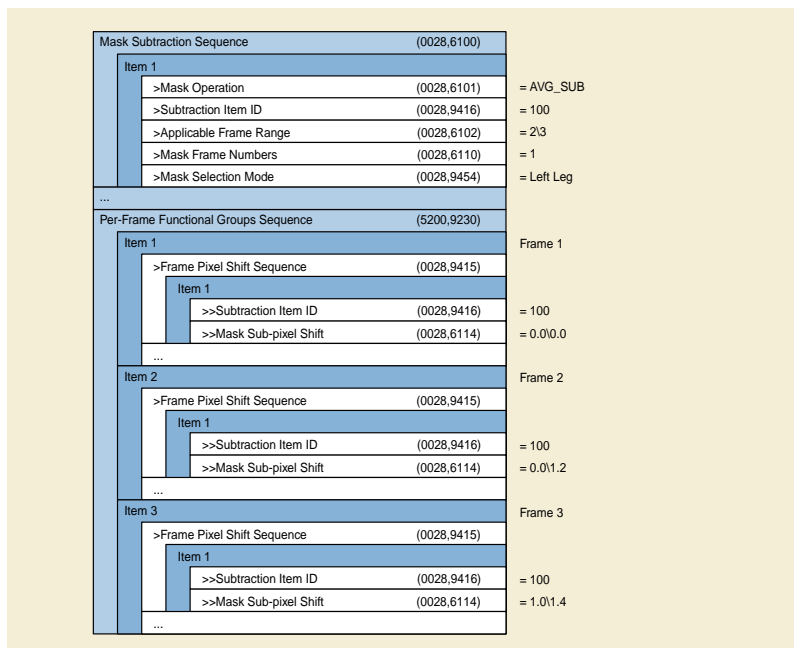 Mask Subtraction Sequence (0028,6100)
Item 1
>Mask Operation (0028,6101) = AVG_SUB
>Subtraction Item ID (0028,9416) = 100
>Applicable Frame Range (0028,6102) = 2\3
>Mask Frame Numbers (0028,6110) = 1
>Mask Selection Mode (0028,9454) = Left Leg
...
Per-Frame Functional Groups Sequence (5200,9230)
Item 1 Frame 1
>Frame Pixel Shift Sequence (0028,9415)
Item 1
>>Subtraction Item ID (0028,9416) = 100
>>Mask Sub-pixel Shift (0028,6114) = 0.0\0.0
...
Item 2 Frame 2
>Frame Pixel Shift Sequence (0028,9415)
Item 1
>>Subtraction Item ID (0028,9416) = 100
>>Mask Sub-pixel Shift (0028,6114) = 0.0\1.2
...
Item 3 Frame 3
>Frame Pixel Shift Sequence (0028,9415)
Item 1
>>Subtraction Item ID (0028,9416) = 100
>>Mask Sub-pixel Shift (0028,6114) = 1.0\1.4
...